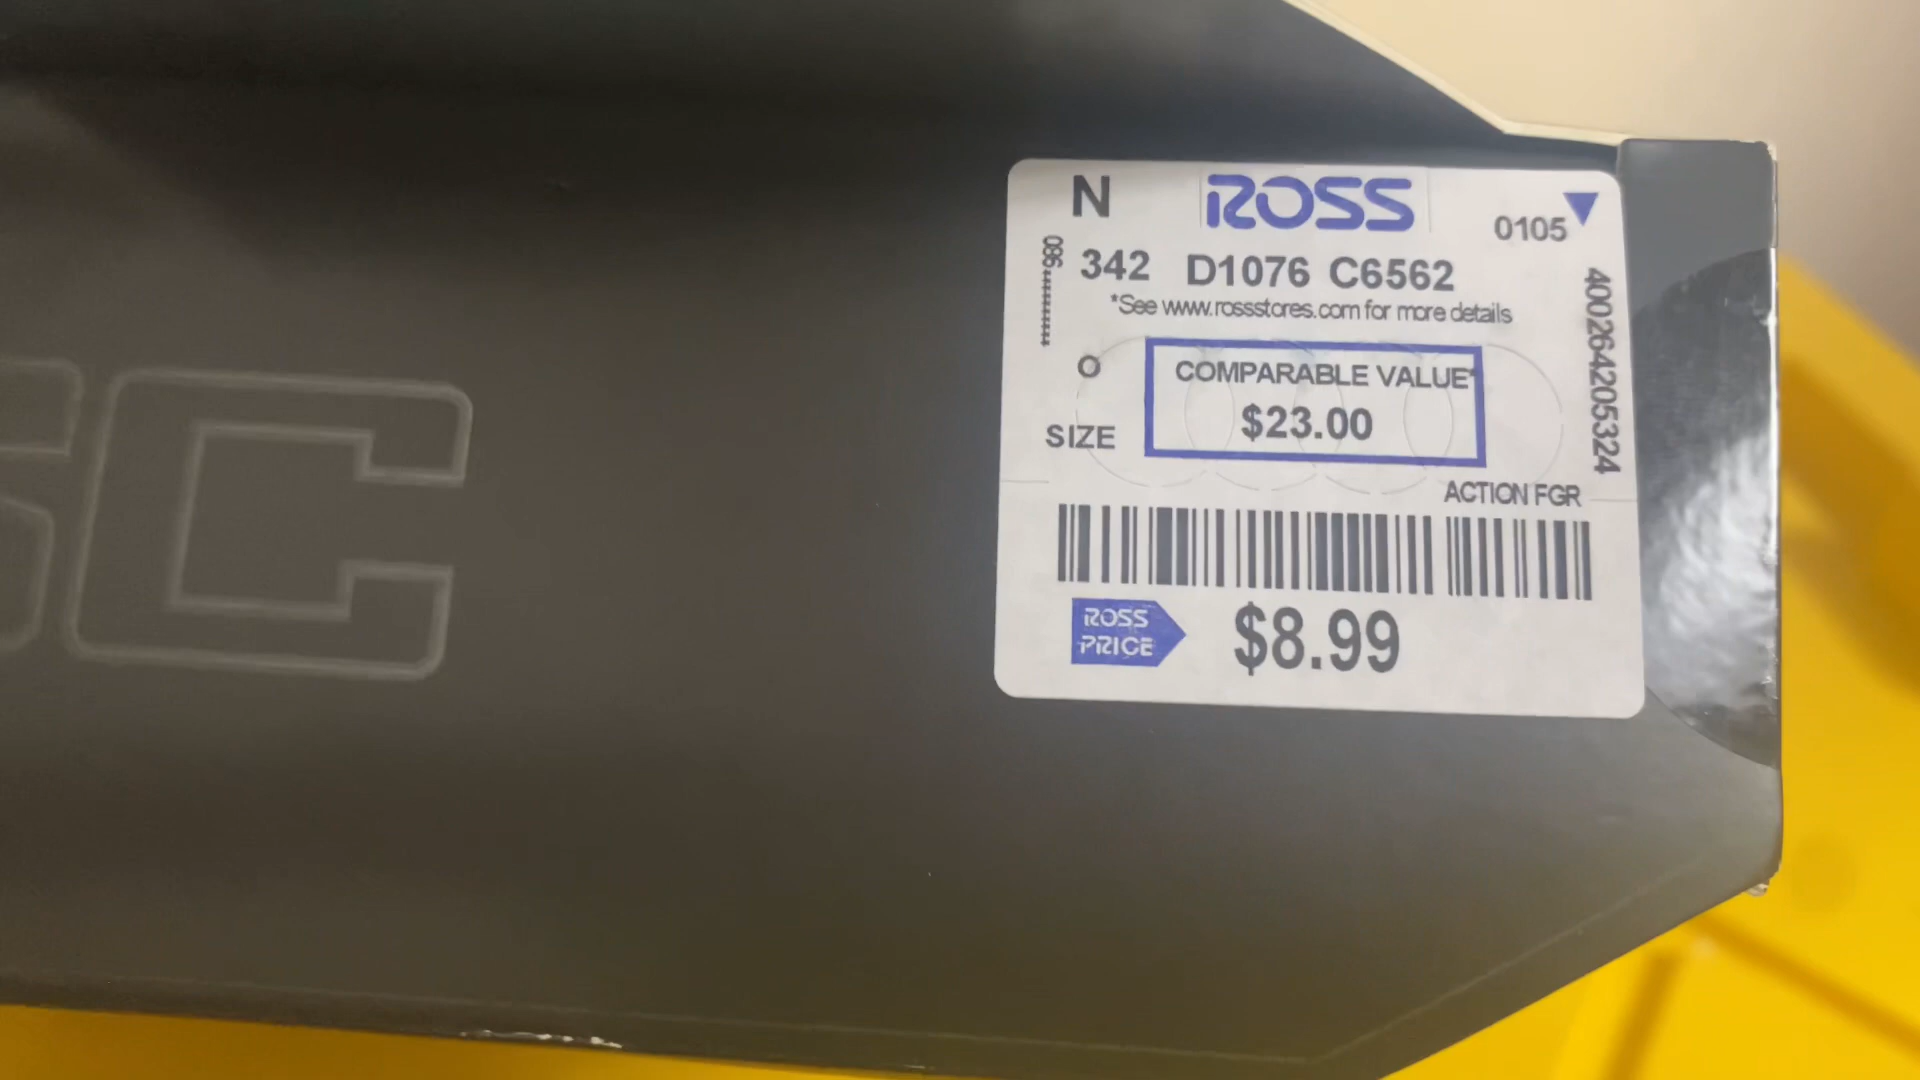 N ROSS 0105
342 D1076 C6562
*See www.rossstores.com for more details
O
COMPARABLE VALUE*
$23.00
SIZE
400264205324
ACTION FGR
ROSS
PRICE
$8.99
C